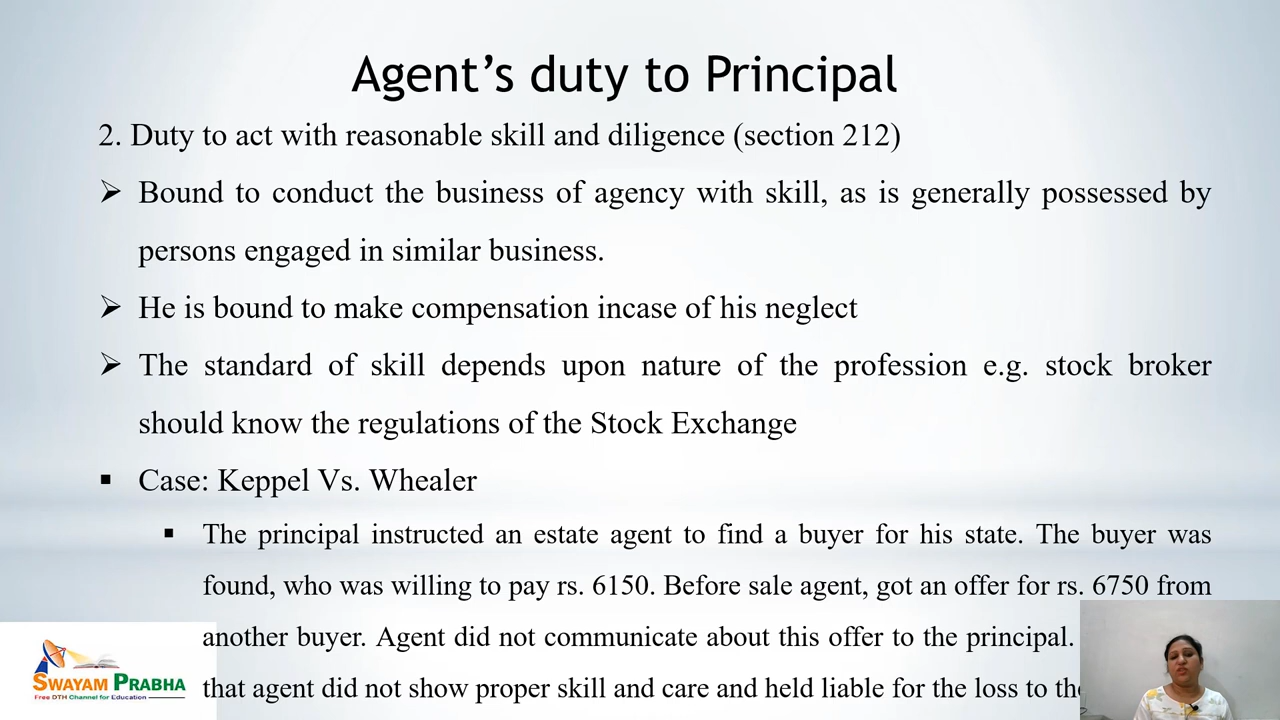 Agent’s duty to Principal
2. Duty to act with reasonable skill and diligence (section 212)
➢ Bound to conduct the business of agency with skill, as is generally possessed by
persons engaged in similar business.
➢ He is bound to make compensation incase of his neglect
➢ The standard of skill depends upon nature of the profession e.g. stock broker
should know the regulations of the Stock Exchange
▪ Case: Keppel Vs. Whealer
▪ The principal instructed an estate agent to find a buyer for his state. The buyer was
found, who was willing to pay rs. 6150. Before sale agent, got an offer for rs. 6750 from
another buyer. Agent did not communicate about this offer to the principal.
that agent did not show proper skill and care and held lible for the loss to
SWAYAM PRABHA
Free DTH Channel for Education